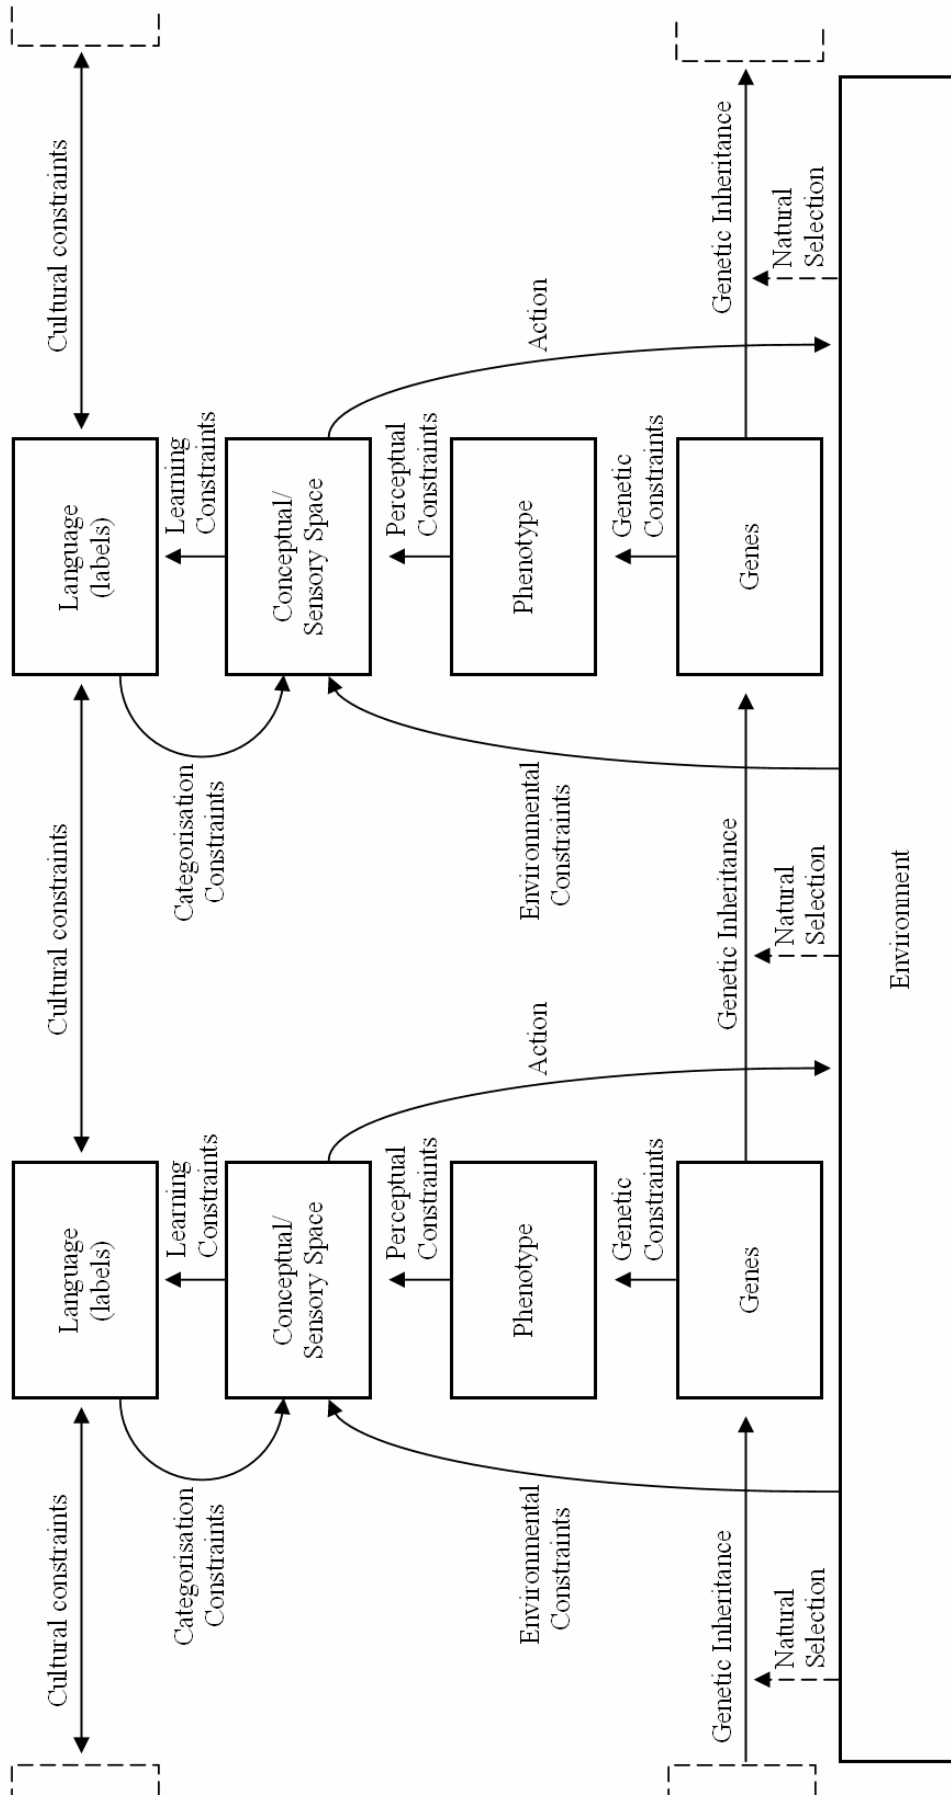 Cultural constraints
Cultural constraints
Cultural constraints
Language
(labels)
Language
(labels)
Categorisation
Constraints
Learning
Constraints
Categorisation
Constraints
Learning
Constraints
Conceptual/
Sensory Space
Conceptual/
Sensory Space
Perceptual
Constraints
Perceptual
Constraints
Environmental
Constraints
Phenotype
Action
Environmental
Constraints
Phenotype
Action
Genetic
Constraints
Genetic
Constraints
Genetic Inheritance
Genes
Genetic Inheritance
Genes
Genetic Inheritance
Natural
Selection
Natural
Selection
Natural
Selection
Environment